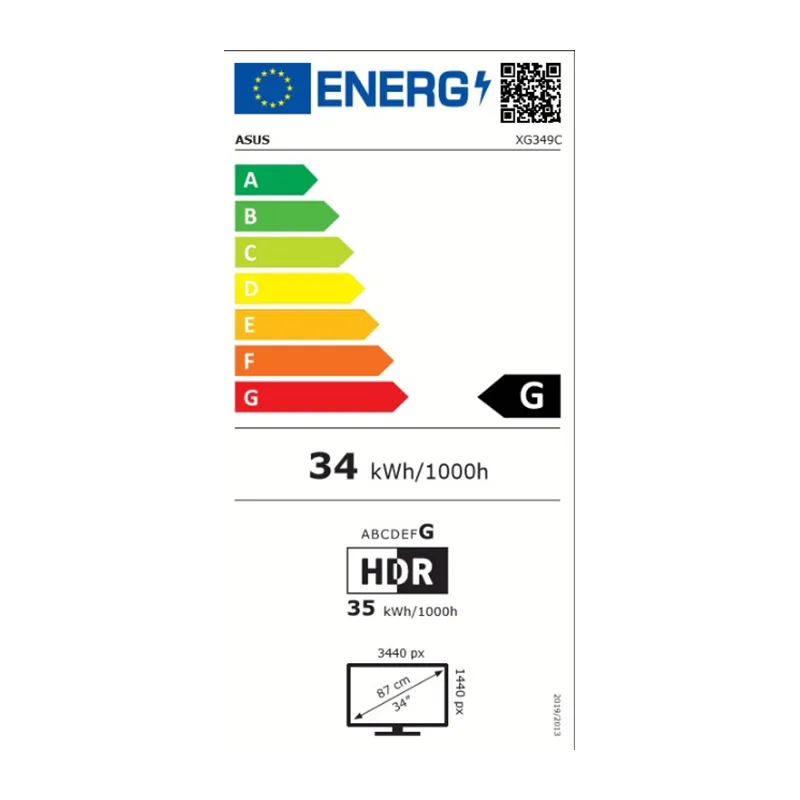 ENERG
ASUS XG349C
A
B
C
D
E
F
G
G
34 kWh/1000h
ABCDEFG
HDR
35 kWh/1000h
3440 px
87 cm
34"
1440 px
2019/2013